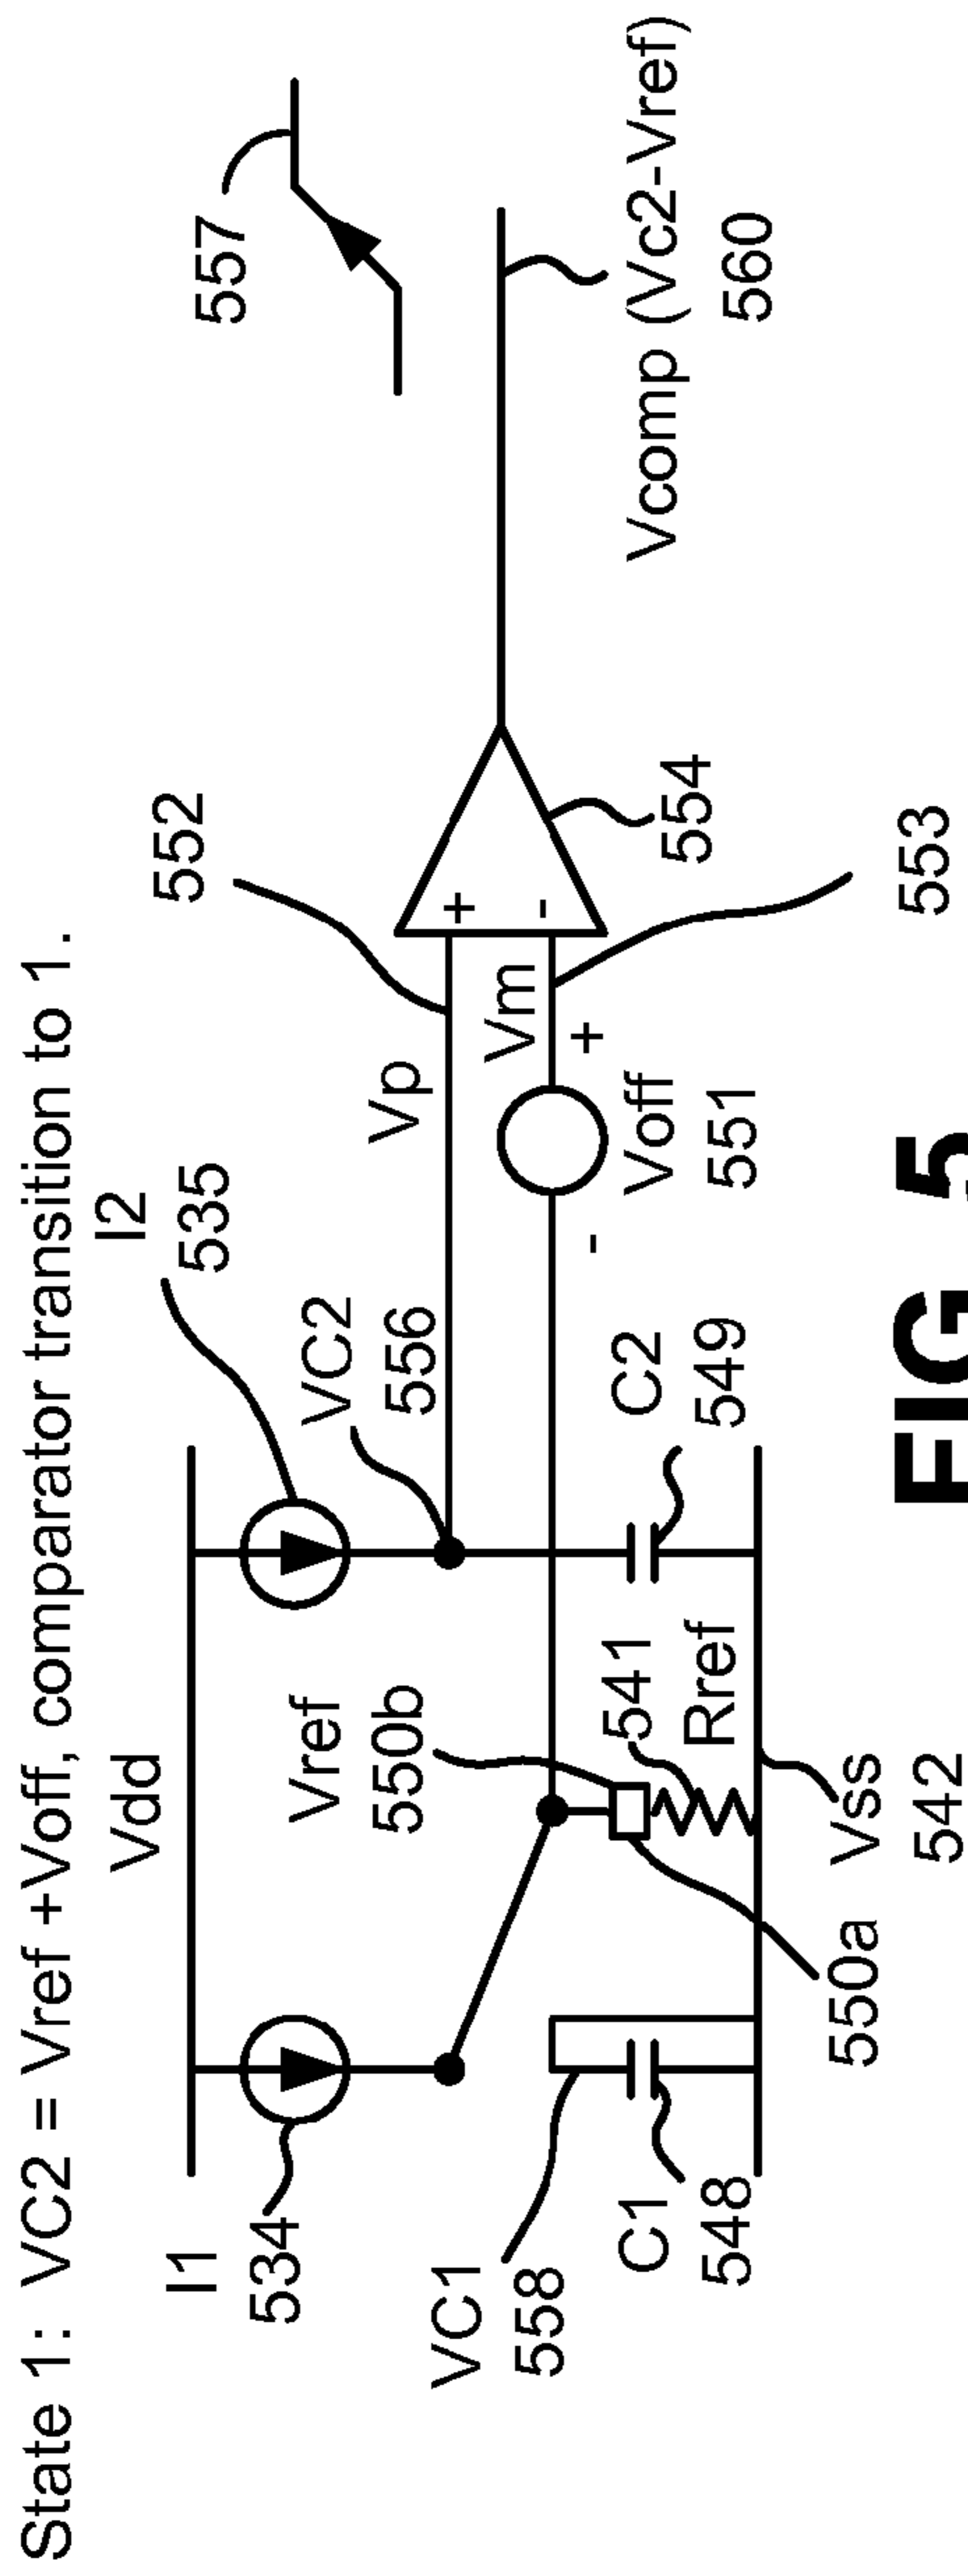 State 1: VC2 = Vref +Voff, comparator transition to 1.
Vdd
I1
534
I2
535
Vref
550b
VC2
556
552
557
Vp
Vm
+
-
VC1
558
C1
548
541
Rref
C2
549
-
+
Voff
551
554
Vcomp (Vc2-Vref)
560
550a
Vss
542
553
FIG 5